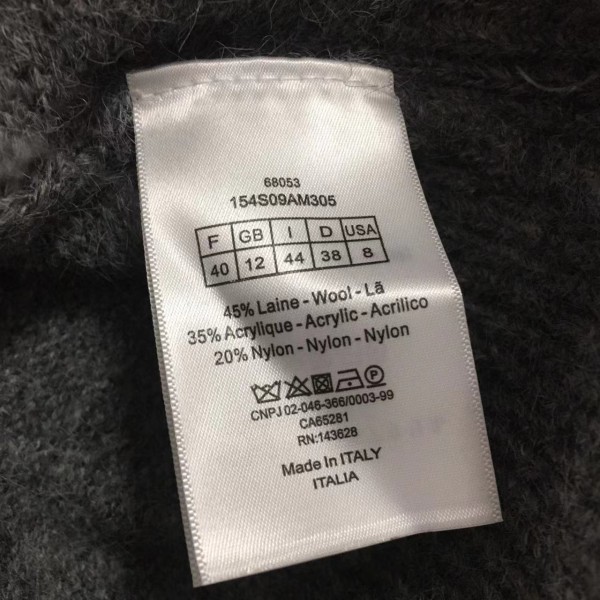 68053
154S09AM305
F GB I D USA
40 12 44 38 8
45% Laine - Wool - Lã
35% Acrylique - Acrylic - Acrilico
20% Nylon - Nylon - Nylon
P
CNPJ 02-046-366/0003-99
CA65281
RN:143628
Made In ITALY
ITALIA